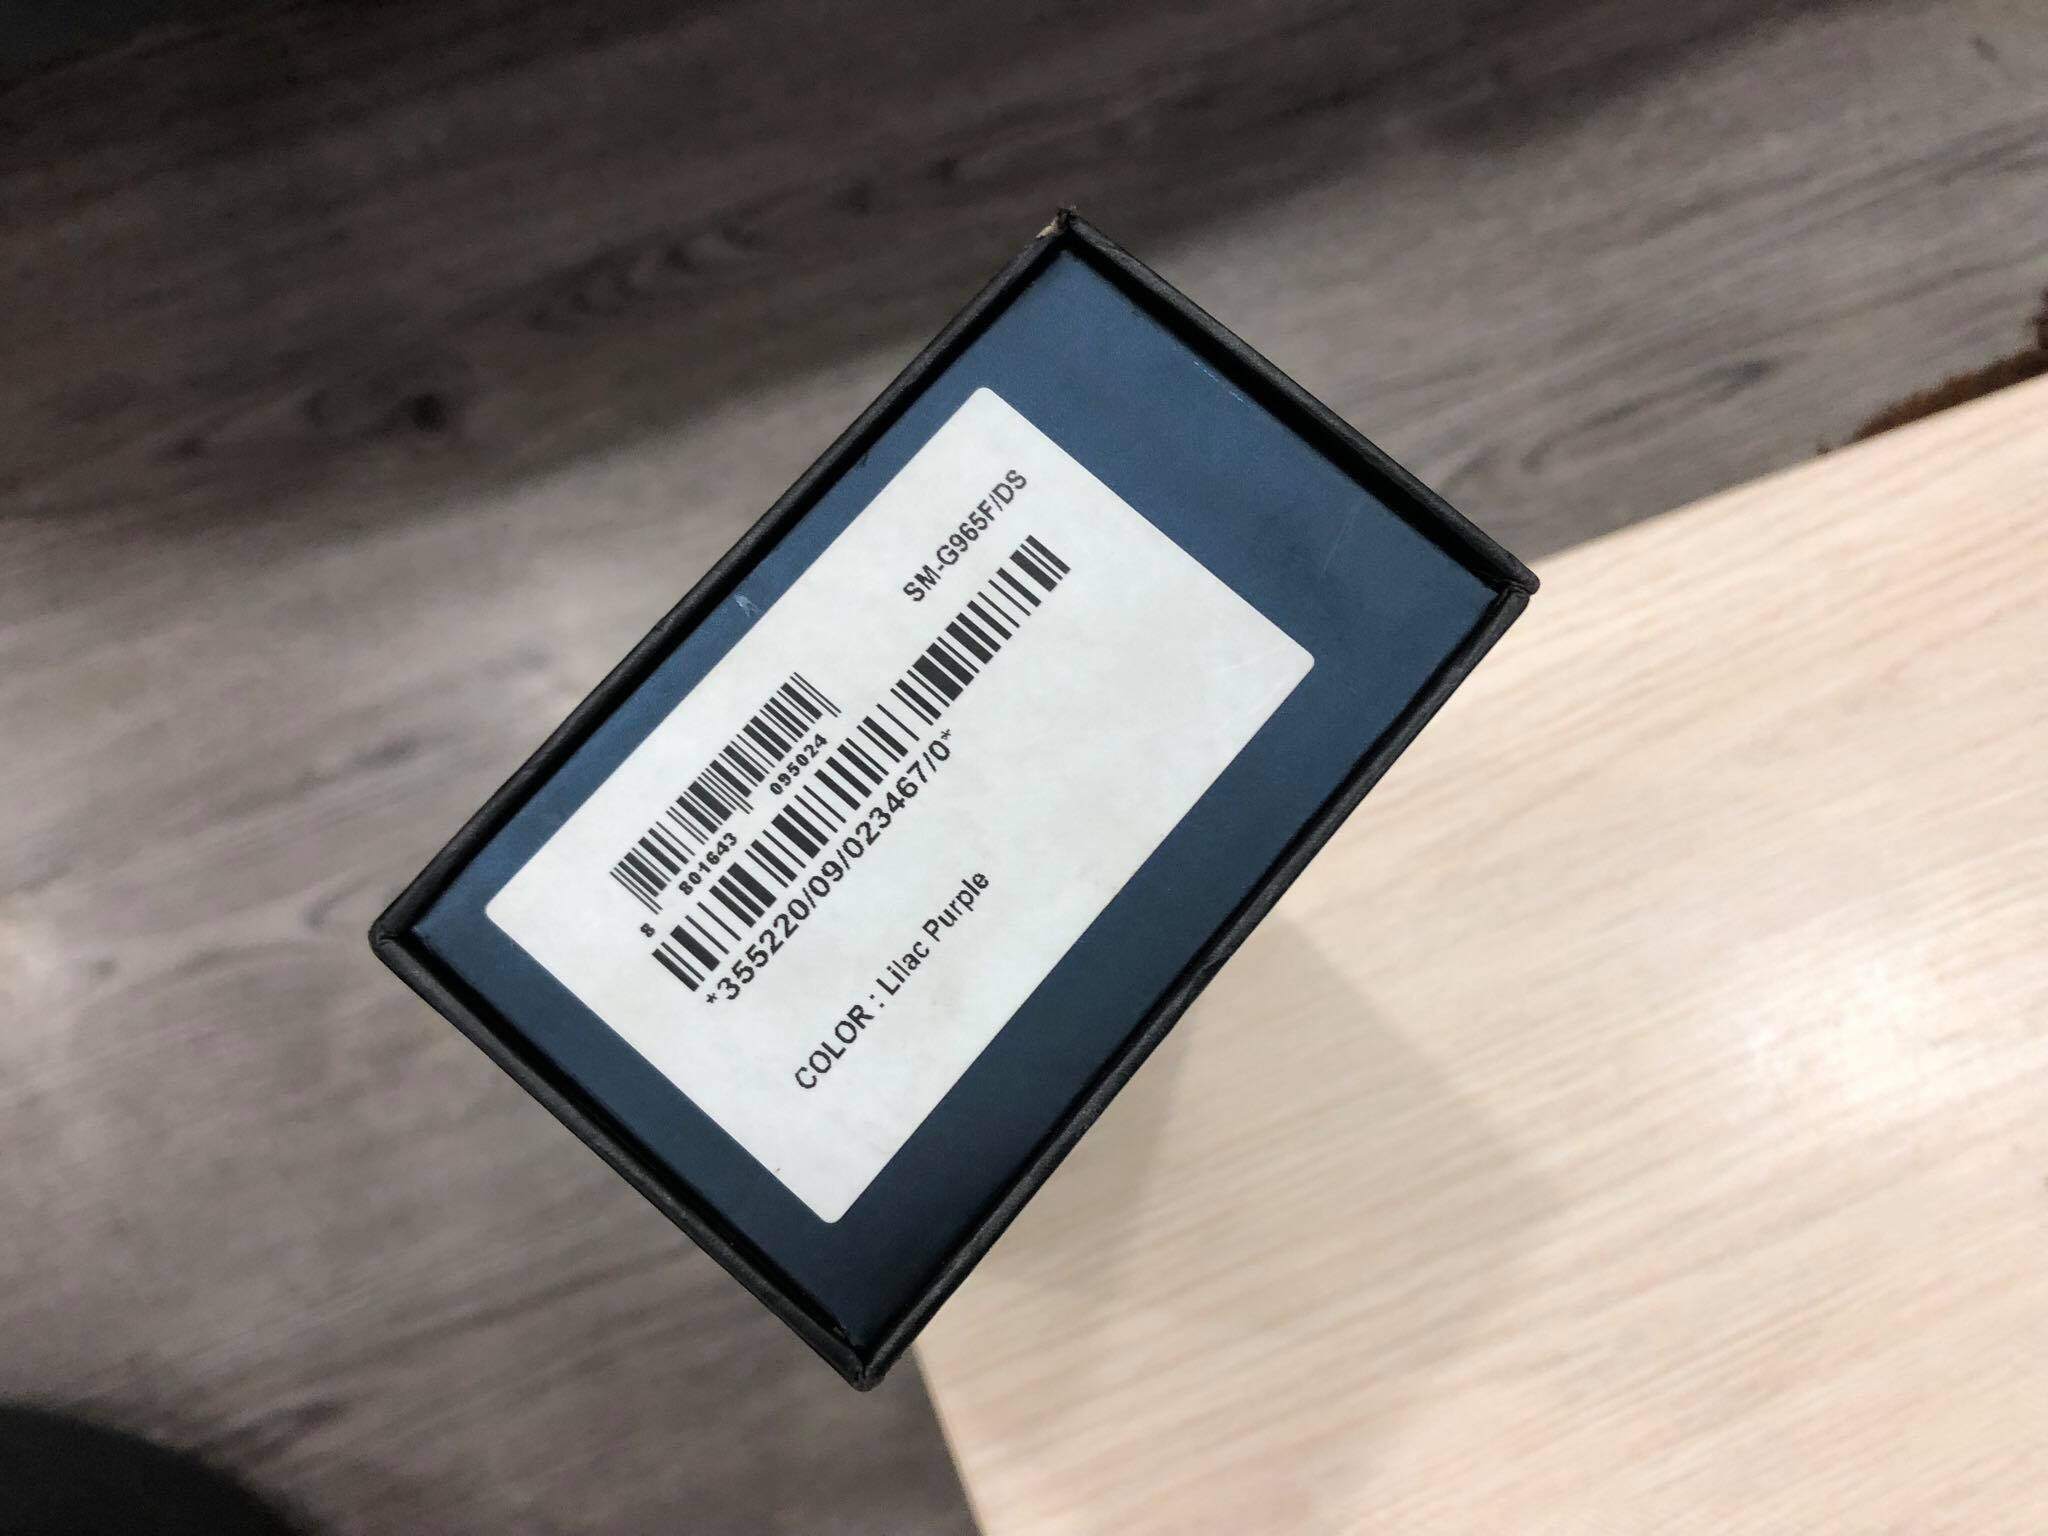 SM-G965F/DS
8 801643 095024
*355220/09/023467/0*
COLOR : Lilac Purple